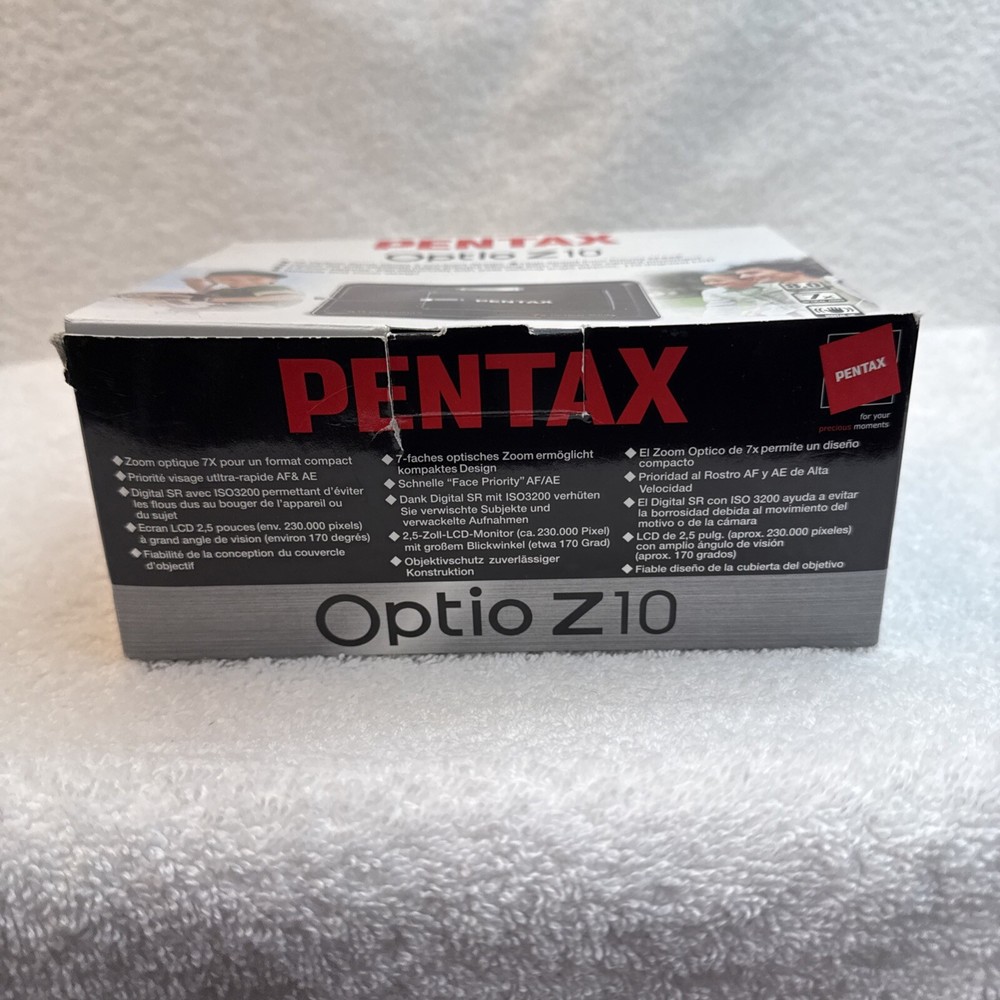 PENTAX
Optio Z10
PENTAX
8.0
PENTAX
PENTAX
for your
precious moments
◆Zoom optique 7X pour un format compact
◆Priorité visage utltra-rapide AF& AE
◆Digital SR avec ISO3200 permettant d'éviter
les flous dus au bouger de l'appareil ou
du sujet
◆Ecran LCD 2,5 pouces (env. 230.000 pixels)
à grand angle de vision (environ 170 degrés)
◆Fiabilité de la conception du couvercle
d'objectif
◆7-faches optisches Zoom ermöglicht
kompaktes Design
◆Schnelle "Face Priority" AF/AE
◆Dank Digital SR mit ISO3200 verhüten
Sie verwischte Subjekte und
verwackelte Aufnahmen
◆2,5-Zoll-LCD-Monitor (ca. 230.000 Pixel)
mit großem Blickwinkel (etwa 170 Grad)
◆Objektivschutz zuverlässiger
Konstruktion
◆El Zoom Optico de 7x permite un diseño
compacto
◆Prioridad al Rostro AF y AE de Alta
Velocidad
◆El Digital SR con ISO 3200 ayuda a evitar
la borrosidad debida al movimiento del
motivo o de la cámara
◆LCD de 2,5 pulg. (aprox. 230.000 píxeles)
con amplio ángulo de visión
(aprox. 170 grados)
◆Fiable diseño de la cubierta del objetivo
Optio Z10